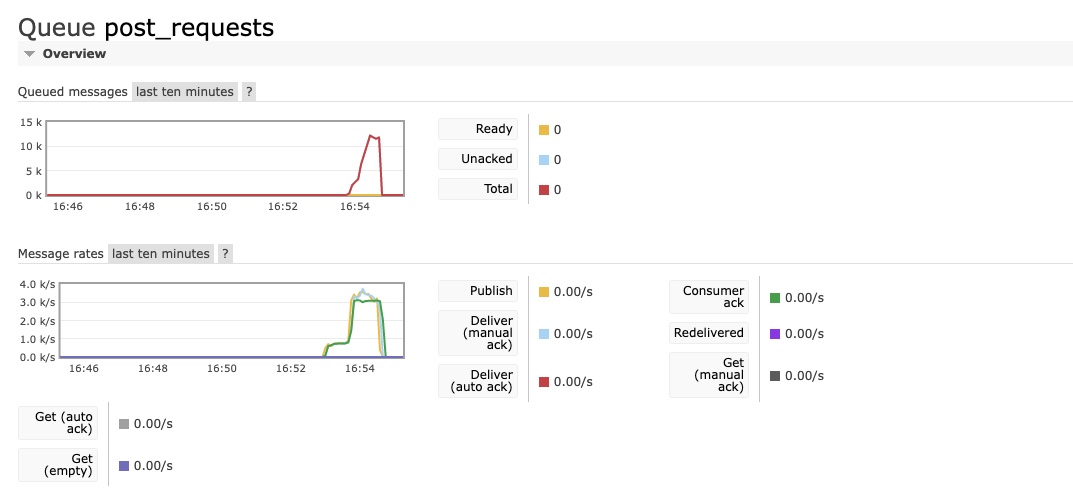 Queue post_requests
Overview
Queued messages last ten minutes ?
15 k
10 k
5 k
0 k
16:46 16:48 16:50 16:52 16:54
Ready 0
Unacked 0
Total 0
Message rates last ten minutes ?
4.0 k/s
3.0 k/s
2.0 k/s
1.0 k/s
0.0 k/s
16:46 16:48 16:50 16:52 16:54
Publish 0.00/s
Deliver
(manual
ack) 0.00/s
Deliver
(auto ack) 0.00/s
Consumer
ack 0.00/s
Redelivered 0.00/s
Get
(manual
ack) 0.00/s
Get (auto
ack) 0.00/s
Get
(empty) 0.00/s